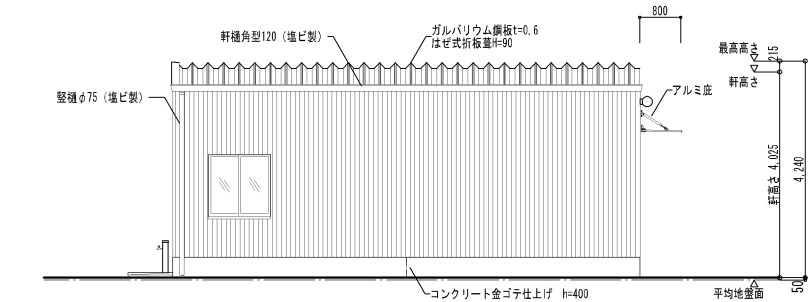 800
ガルバリウム鋼板t=0.6
はぜ式折板葺H=90
軒樋角型120（塩ビ製）
最高高さ
215
軒高さ
アルミ庇
竪樋φ75（塩ビ製）
軒高さ 4,025
4,240
コンクリート金ゴテ仕上げ h=400
平均地盤面
50